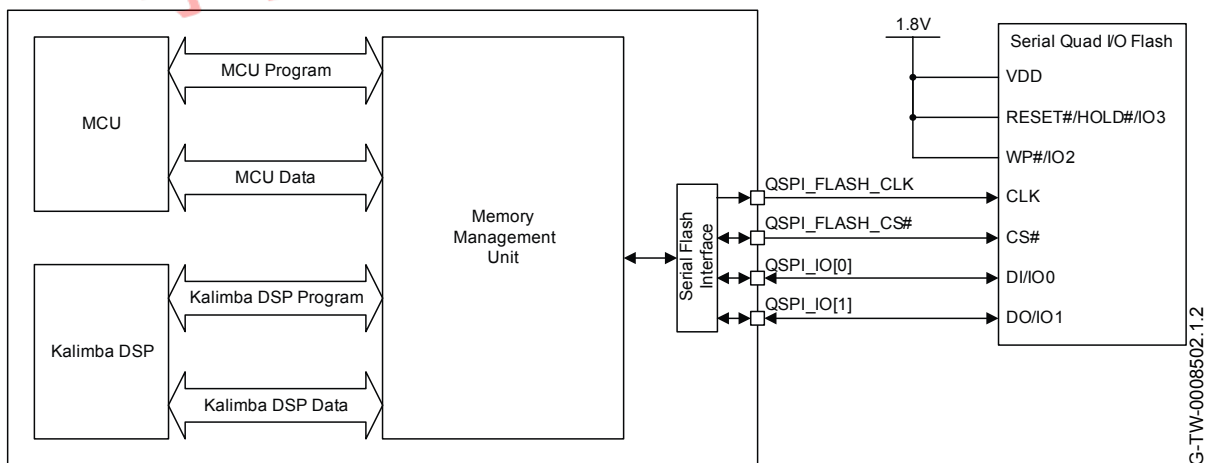 MCU
MCU Program
MCU Data
Kalimba DSP
Kalimba DSP Program
Kalimba DSP Data
Memory
Management
Unit
Serial Flash
Interface
QSPI_FLASH_CLK
QSPI_FLASH_CS#
QSPI_IO[0]
QSPI_IO[1]
1.8V
Serial Quad I/O Flash
VDD
RESET#/HOLD#/IO3
WP#/IO2
CLK
CS#
DI/IO0
DO/IO1
G-TW-0008502.1.2